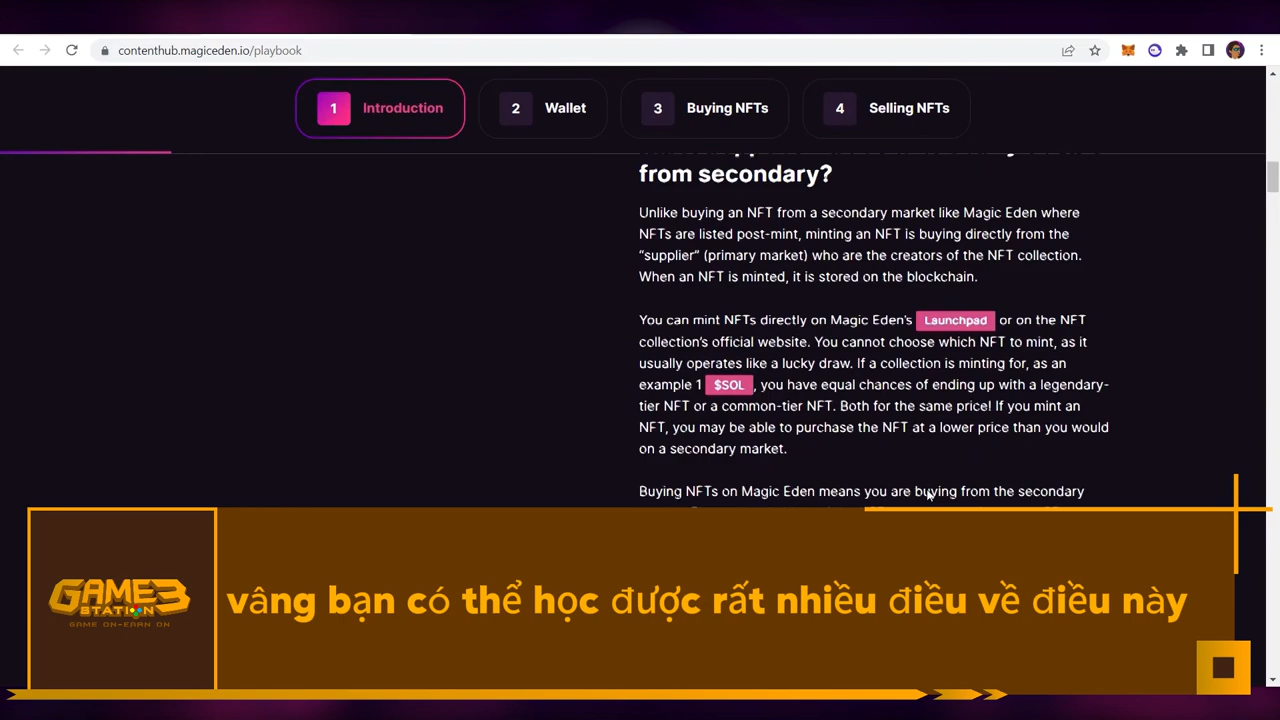 contenthub.magiceden.io/playbook
1 Introduction
2 Wallet
3 Buying NFTs
4 Selling NFTs
from secondary?
Unlike buying an NFT from a secondary market like Magic Eden where
NFTs are listed post-mint, minting an NFT is buying directly from the
“supplier” (primary market) who are the creators of the NFT collection.
When an NFT is minted, it is stored on the blockchain.
You can mint NFTs directly on Magic Eden's Launchpad or on the NFT
collection's official website. You cannot choose which NFT to mint, as it
usually operates like a lucky draw. If a collection is minting for, as an
example 1 $SOL, you have equal chances of ending up with a legendary-
tier NFT or a common-tier NFT. Both for the same price! If you mint an
NFT, you may be able to purchase the NFT at a lower price than you would
on a secondary market.
Buying NFTs on Magic Eden means you are buying from the secondary
GAME3
STATION
GAME ON-EARN ON
vâng bạn có thể học được rất nhiều điều về điều này